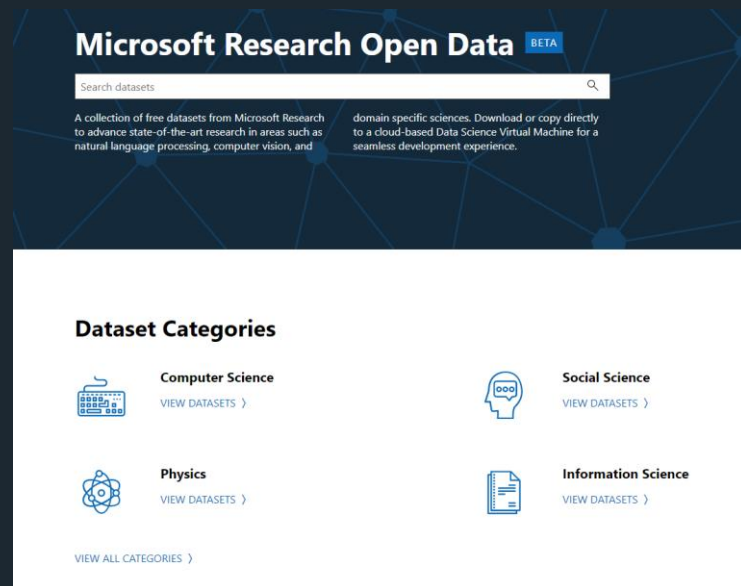 Microsoft Research Open Data BETA
Search datasets
A collection of free datasets from Microsoft Research
to advance state-of-the-art research in areas such as
natural language processing, computer vision, and
domain specific sciences. Download or copy directly
to a cloud-based Data Science Virtual Machine for a
seamless development experience.
Dataset Categories
Computer Science
VIEW DATASETS
Social Science
VIEW DATASETS
Physics
VIEW DATASETS
Information Science
VIEW DATASETS
VIEW ALL CATEGORIES